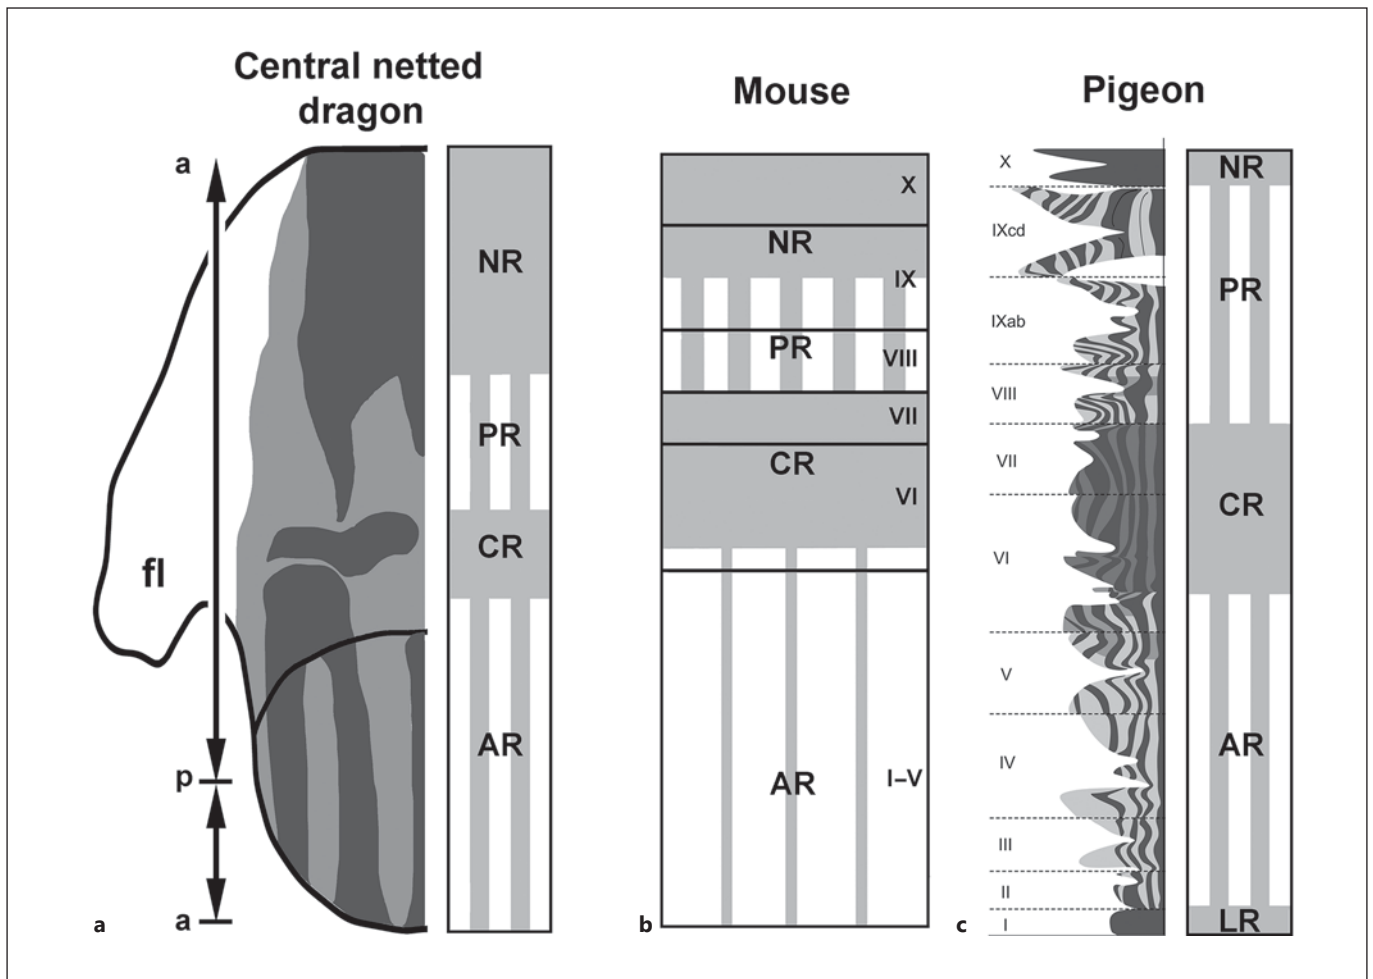 Central netted
dragon
a
NR
PR
CR
fl
AR
p
a
a
Mouse
X
NR
IX
PR
VIII
VII
CR
VI
AR
I–V
b
Pigeon
X
NR
IXcd
PR
IXab
VIII
VII
CR
VI
V
AR
IV
III
II
I
LR
c